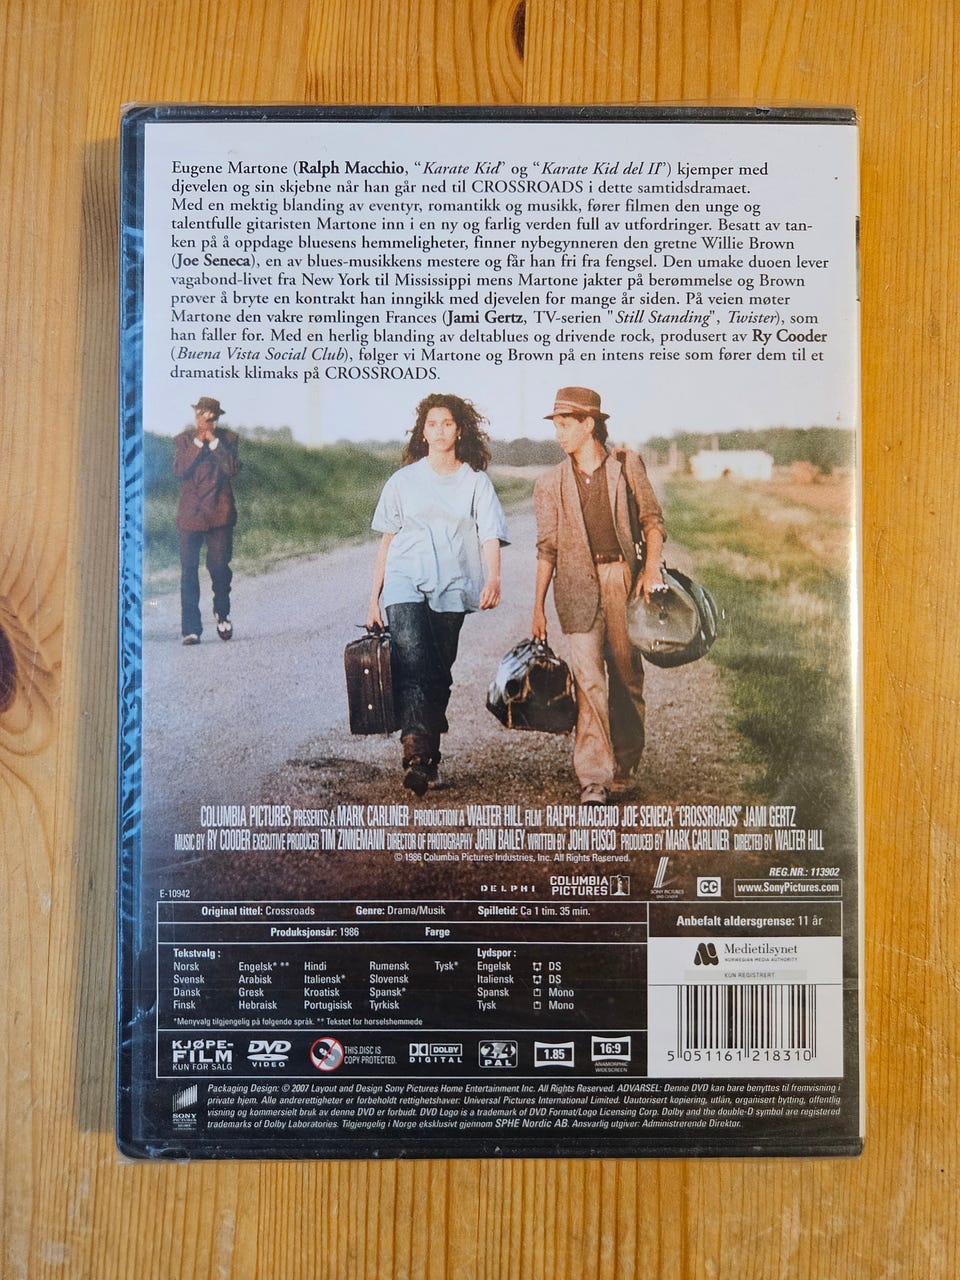 Eugene Martone (Ralph Macchio, "Karate Kid" og "Karate Kid del II") kjemper med
djevelen og sin skjebne når han går ned til CROSSROADS i dette samtidsdramaet.
Med en mektig blanding av eventyr, romantikk og musikk, fører filmen den unge og
talentfulle gitaristen Martone inn i en ny og farlig verden full av utfordringer. Besatt av tan-
ken på å oppdage bluesens hemmeligheter, finner nybegynneren den gretne Willie Brown
(Joe Seneca), en av blues-musikkens mestere og får han fri fra fengsel. Den umake duoen lever
vagabond-livet fra New York til Mississippi mens Martone jakter på berømmelse og Brown
prøver å bryte en kontrakt han inngikk med djevelen for mange år siden. På veien møter
Martone den vakre rømlingen Frances (Jami Gertz, TV-serien "Still Standing", Twister), som
han faller for. Med en herlig blanding av deltablues og drivende rock, produsert av Ry Cooder
(Buena Vista Social Club), følger vi Martone og Brown på en intens reise som fører dem til et
dramatisk klimaks på CROSSROADS.
COLUMBIA PICTURES PRESENTS A MARK CARLINER PRODUCTION A WALTER HILL FILM RALPH MACCHIO JOE SENECA "CROSSROADS" JAMI GERTZ
MUSIC BY RY COODER EXECUTIVE PRODUCER TIM ZINNEMANN DIRECTOR OF PHOTOGRAPHY JOHN BAILEY WRITTEN BY JOHN FUSCO PRODUCED BY MARK CARLINER DIRECTED BY WALTER HILL
© 1986 Columbia Pictures Industries, Inc. All Rights Reserved.
REG.NR.: 113902
E-10942
DELPHI
COLUMBIA PICTURES
SONY PICTURES
CC
www.SonyPictures.com
Original tittel: Crossroads Genre: Drama/Musik Spilletid: Ca 1 tim. 35 min.
Produksjonsår: 1986 Farge
Anbefalt aldersgrense: 11 år
Medietilsynet
NORWEGIAN MEDIA AUTHORITY
KUN REGISTRERT
Tekstvalg : Lydspor :
Norsk Engelsk* ** Hindi Rumensk Tysk* Engelsk DS
Svensk Arabisk Italiensk* Slovensk Italiensk DS
Dansk Gresk Kroatisk Spansk* Spansk Mono
Finsk Hebraisk Portugisisk Tyrkisk Tysk Mono
*Menyvalg tilgjengelig på følgende språk. ** Tekstet for hørselshemmede
KJØPE-
FILM
KUN FOR SALG
DVD
VIDEO
THIS DISC IS
COPY PROTECTED.
DOLBY
DIGITAL
2,4
PAL
1.85
16:9
ANAMORPHIC
WIDESCREEN
5 051161 218310
SONY
PICTURES
Packaging Design: © 2007 Layout and Design Sony Pictures Home Entertainment Inc. All Rights Reserved. ADVARSEL: Denne DVD kan bare benyttes til fremvisning i
private hjem. Alle andrerettigheter er forbeholdt rettighetshaver: Universal Pictures International Limited. Uautorisert kopiering, utlån, organisert bytting, offentlig
visning og kommersielt bruk av denne DVD er forbudt. DVD Logo is a trademark of DVD Format/Logo Licensing Corp. Dolby and the double-D symbol are registered
trademarks of Dolby Laboratories. Tilgjengelig i Norge eksklusivt gjennom SPHE Nordic AB. Ansvarlig utgiver: Administrerende Direktør.